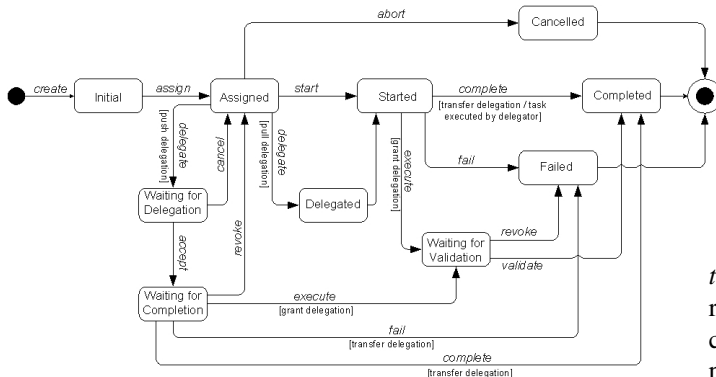 abort
Cancelled
create
Initial
assign
Assigned
start
Started
complete
[transfer delegation / task
executed by delegator]
Completed
delegate
[push delegation]
cancel
delegate
[pull delegation]
execute
[grant delegation]
fail
Failed
Waiting for
Delegation
Delegated
revoke
accept
Waiting for
Validation
revoke
validate
Waiting for
Completion
execute
[grant delegation]
fail
[transfer delegation]
complete
[transfer delegation]